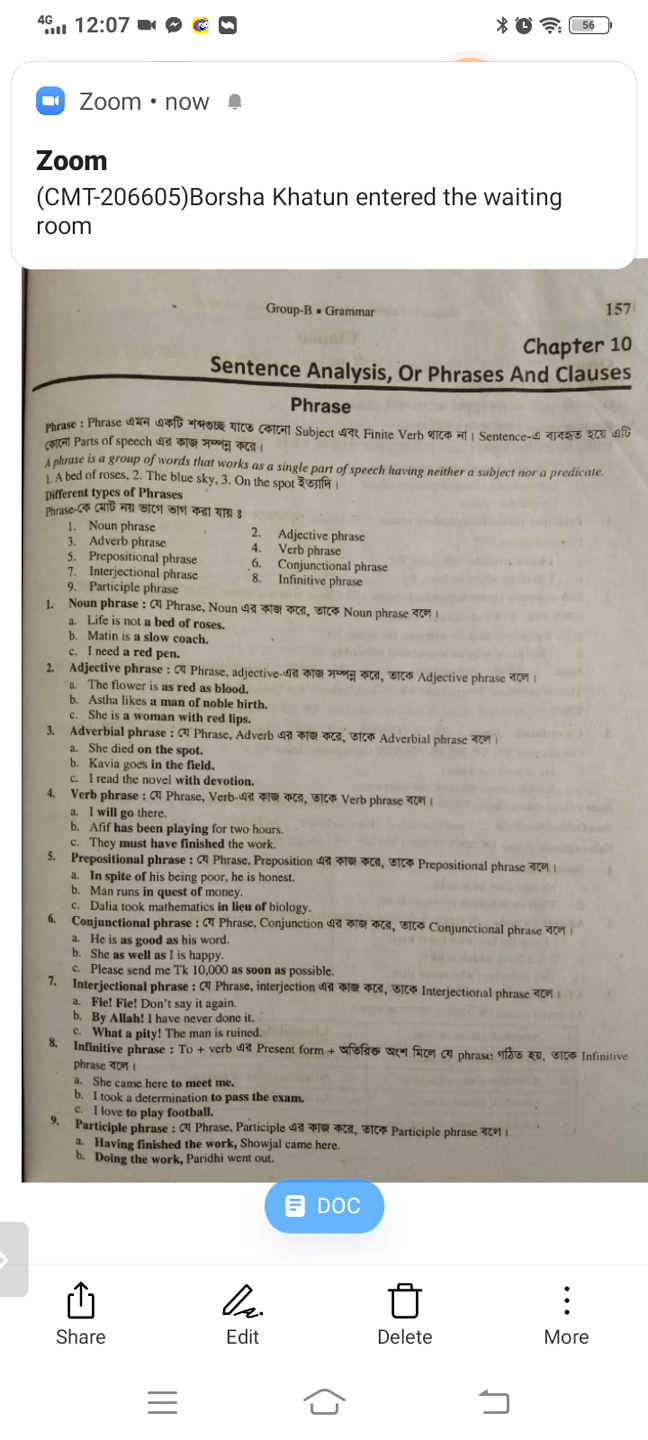 4G 12:07 56
Zoom • now
Zoom
(CMT-206605)Borsha Khatun entered the waiting
room
Group-B ▪ Grammar 157
Chapter 10
Sentence Analysis, Or Phrases And Clauses
Phrase
Phrase : Phrase এমন একটি শব্দগুচ্ছ যাতে কোনো Subject এবং Finite Verb থাকে না। Sentence-এ ব্যবহৃত হয়ে এটি
কোনো Parts of speech এর কাজ সম্পন্ন করে।
A phrase is a group of words that works as a single part of speech having neither a subject nor a predicate.
1. A bed of roses, 2. The blue sky, 3. On the spot ইত্যাদি।
Different types of Phrases
Phrase-কে মোট নয় ভাগে ভাগ করা যায় ঃ
1. Noun phrase 2. Adjective phrase
3. Adverb phrase 4. Verb phrase
5. Prepositional phrase 6. Conjunctional phrase
7. Interjectional phrase 8. Infinitive phrase
9. Participle phrase
1. Noun phrase : যে Phrase, Noun এর কাজ করে, তাকে Noun phrase বলে।
a. Life is not a bed of roses.
b. Matin is a slow coach.
c. I need a red pen.
2. Adjective phrase : যে Phrase, adjective-এর কাজ সম্পন্ন করে, তাকে Adjective phrase বলে।
a. The flower is as red as blood.
b. Astha likes a man of noble birth.
c. She is a woman with red lips.
3. Adverbial phrase : যে Phrase, Adverb এর কাজ করে, তাকে Adverbial phrase বলে।
a. She died on the spot.
b. Kavia goes in the field.
c. I read the novel with devotion.
4. Verb phrase : যে Phrase, Verb-এর কাজ করে, তাকে Verb phrase বলে।
a. I will go there.
b. Afif has been playing for two hours.
c. They must have finished the work.
5. Prepositional phrase : যে Phrase, Preposition এর কাজ করে, তাকে Prepositional phrase বলে।
a. In spite of his being poor, he is honest.
b. Man runs in quest of money.
c. Dalia took mathematics in lieu of biology.
6. Conjunctional phrase : যে Phrase, Conjunction এর কাজ করে, তাকে Conjunctional phrase বলে।
a. He is as good as his word.
b. She as well as I is happy.
c. Please send me Tk 10,000 as soon as possible.
7. Interjectional phrase : যে Phrase, interjection এর কাজ করে, তাকে Interjectional phrase বলে।
a. Fie! Fie! Don't say it again.
b. By Allah! I have never done it.
c. What a pity! The man is ruined.
8. Infinitive phrase : To + verb এর Present form + অতিরিক্ত অংশ মিলে যে phrase গঠিত হয়, তাকে Infinitive
phrase বলে।
a. She came here to meet me.
b. I took a determination to pass the exam.
c. I love to play football.
9. Participle phrase : যে Phrase, Participle এর কাজ করে, তাকে Participle phrase বলে।
a. Having finished the work, Showjal came here.
b. Doing the work, Paridhi went out.
DOC
Share Edit Delete More